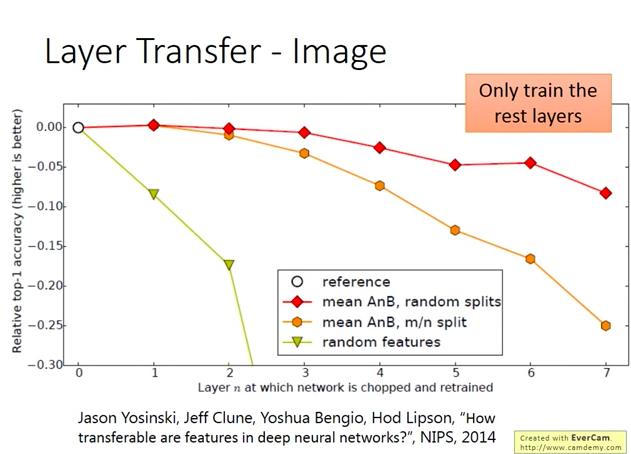 Layer Transfer - Image
Only train the
rest layers
Relative top-1 accuracy (higher is better)
0.00
−0.05
−0.10
−0.15
−0.20
−0.25
−0.30
reference
mean AnB, random splits
mean AnB, m/n split
random features
0 1 2 3 4 5 6 7
Layer n at which network is chopped and retrained
Jason Yosinski, Jeff Clune, Yoshua Bengio, Hod Lipson, “How
transferable are features in deep neural networks?”, NIPS, 2014
Created with EverCam.
http://www.camdemy.com